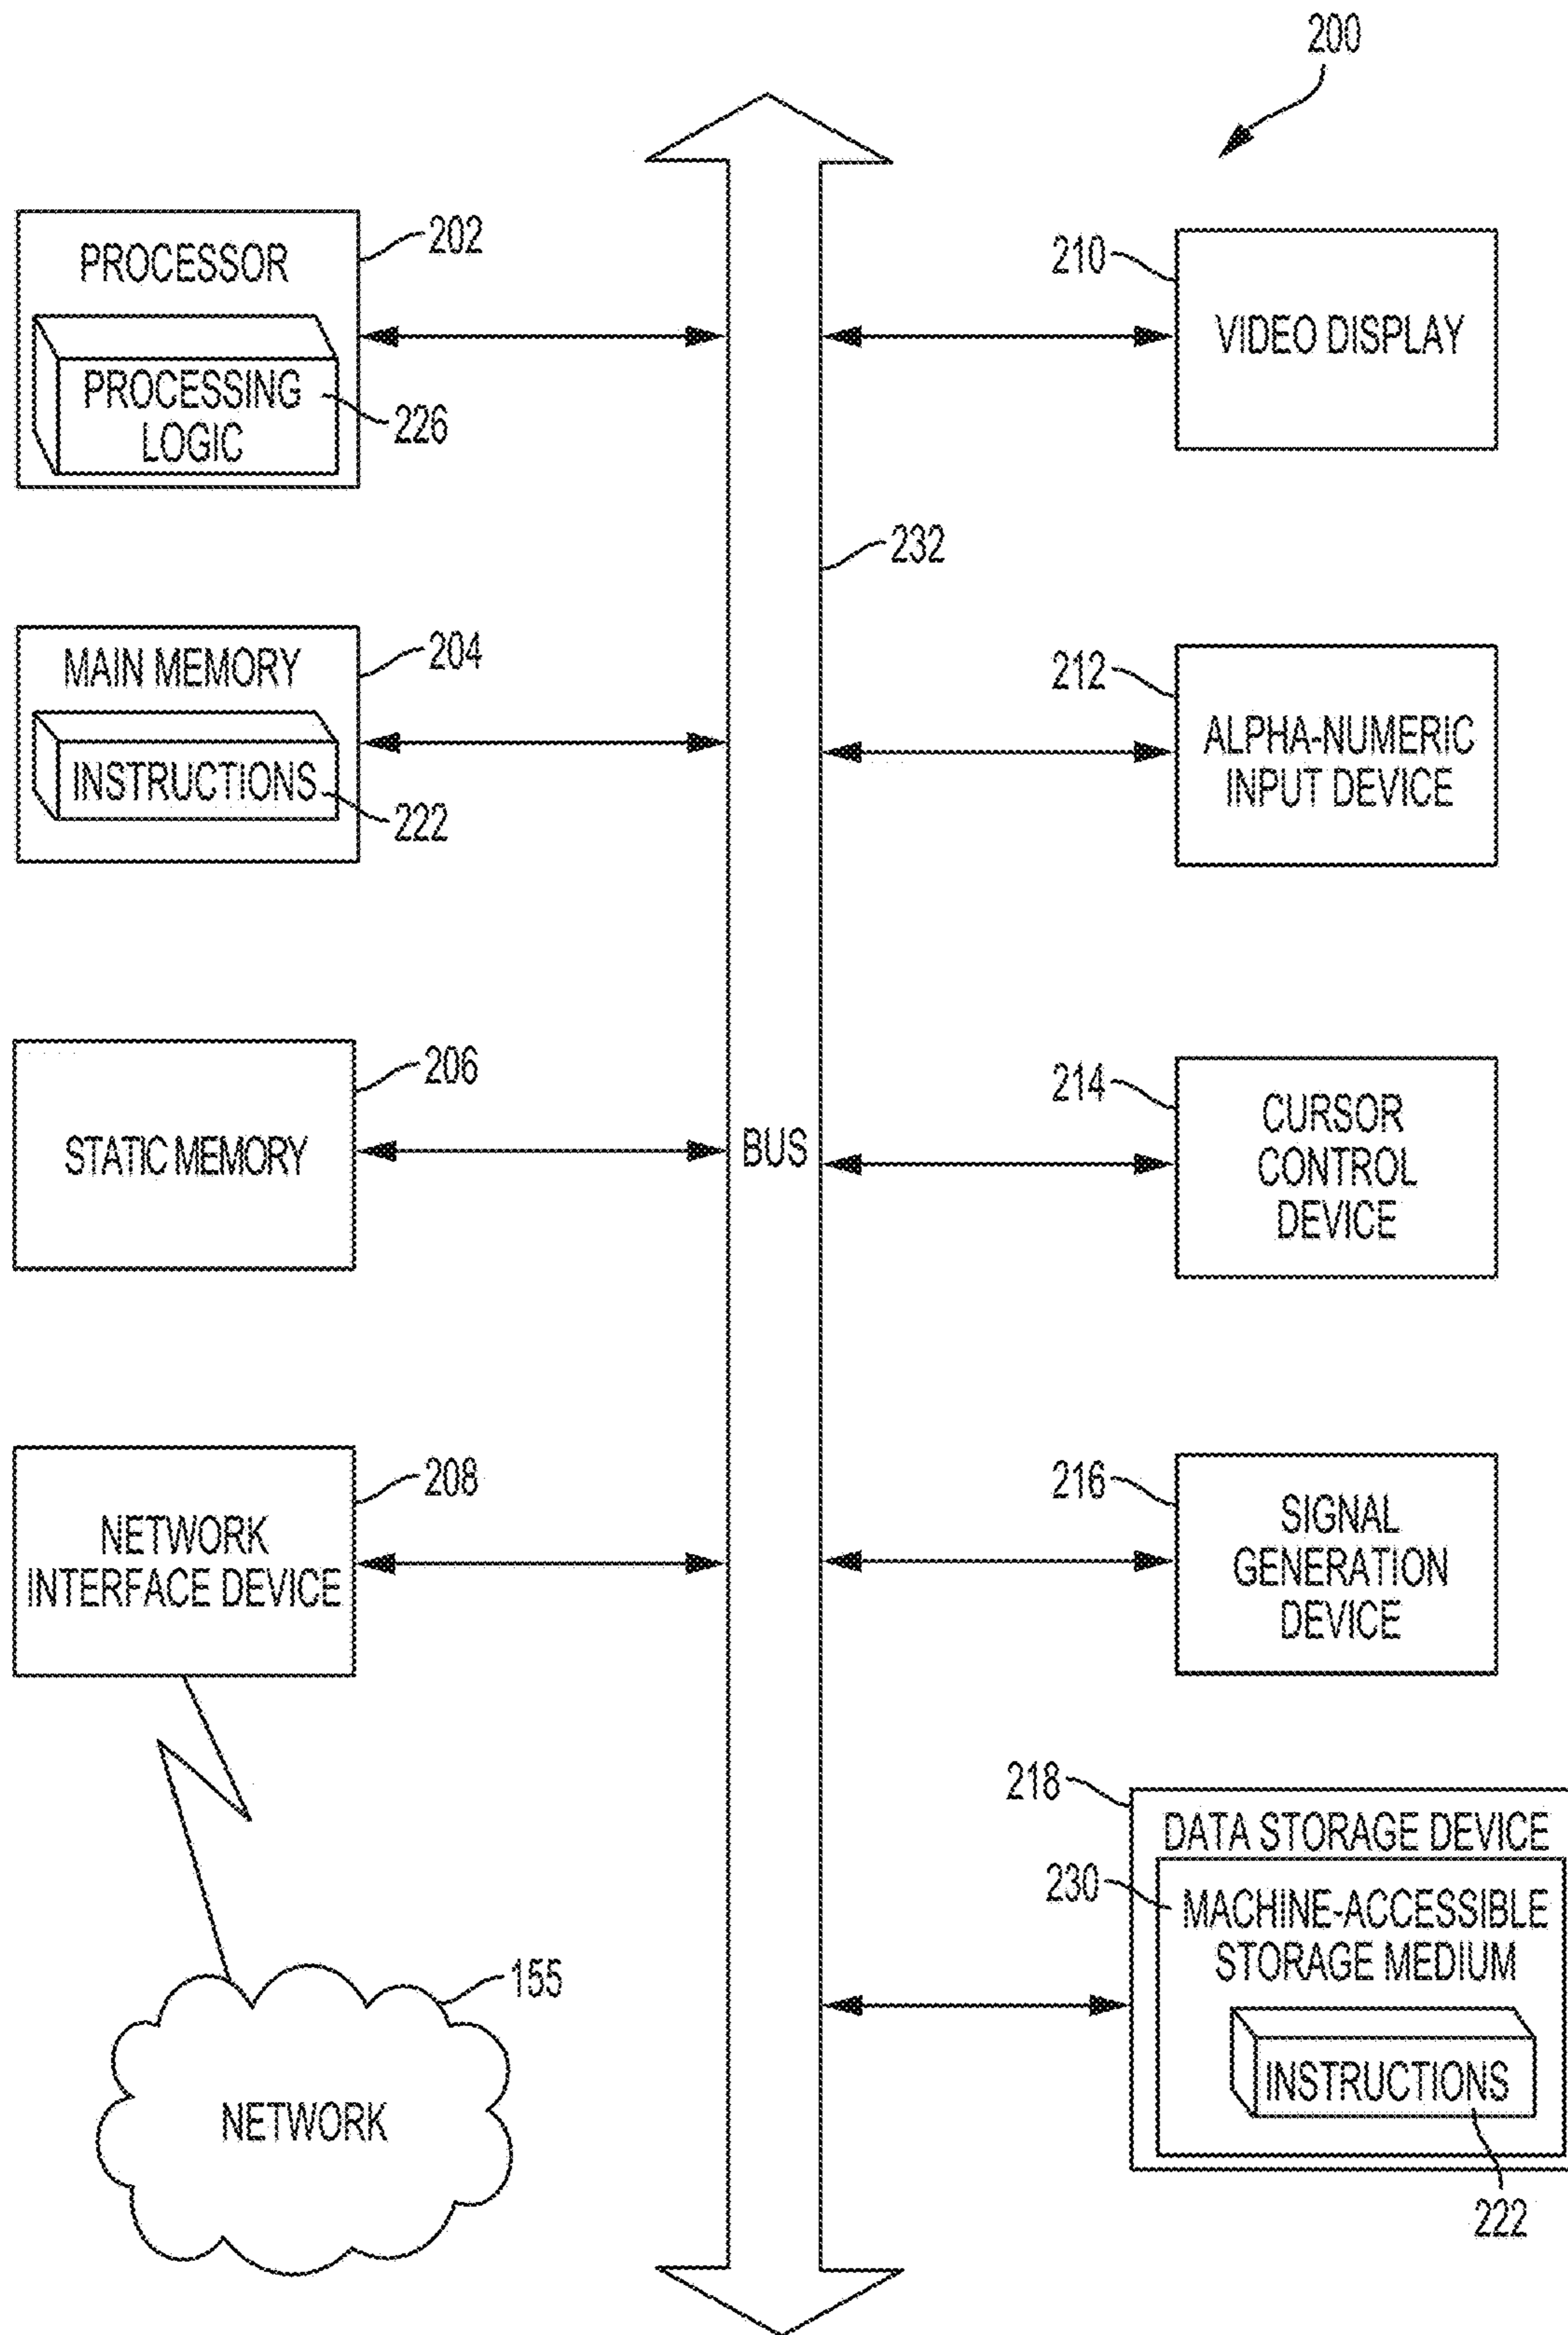 200
PROCESSOR
202
PROCESSING
LOGIC
226
210
VIDEO DISPLAY
232
MAIN MEMORY
204
INSTRUCTIONS
222
212
ALPHA-NUMERIC
INPUT DEVICE
STATIC MEMORY
206
BUS
214
CURSOR
CONTROL
DEVICE
NETWORK
INTERFACE DEVICE
208
216
SIGNAL
GENERATION
DEVICE
218
DATA STORAGE DEVICE
230
MACHINE-ACCESSIBLE
STORAGE MEDIUM
INSTRUCTIONS
222
155
NETWORK